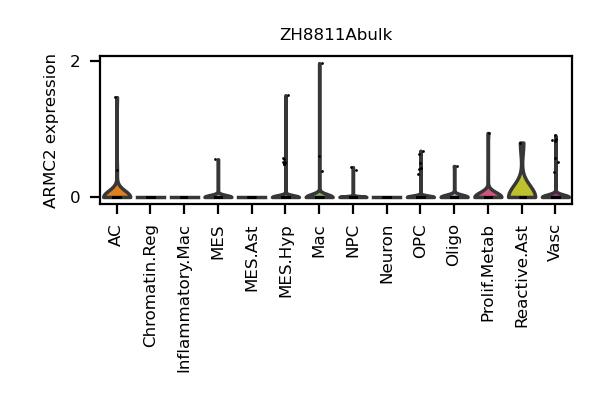 ZH8811Abulk
ARMC2 expression
2
0
AC
Chromatin.Reg
Inflammatory.Mac
MES
MES.Ast
MES.Hyp
Mac
NPC
Neuron
OPC
Oligo
Prolif.Metab
Reactive.Ast
Vasc